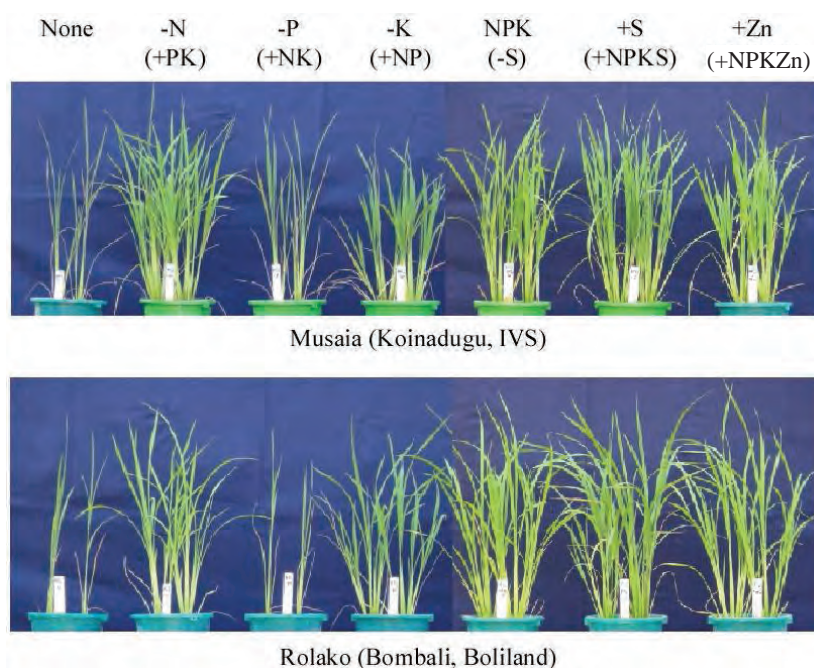 None -N -P -K NPK +S +Zn
(+PK) (+NK) (+NP) (-S) (+NPKS) (+NPKZn)
Musaia (Koinadugu, IVS)
Rolako (Bombali, Boliland)